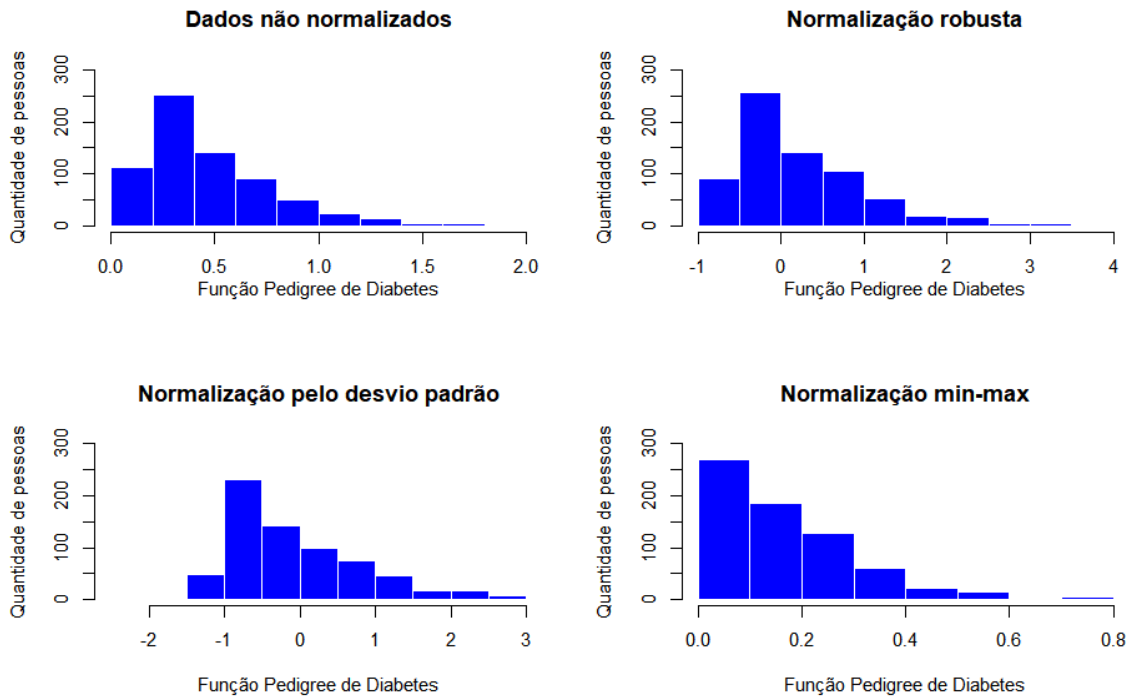 Dados não normalizados
Quantidade de pessoas
0 100 200 300
0.0 0.5 1.0 1.5 2.0
Função Pedigree de Diabetes
Normalização robusta
Quantidade de pessoas
0 100 200 300
-1 0 1 2 3 4
Função Pedigree de Diabetes
Normalização pelo desvio padrão
Quantidade de pessoas
0 100 200 300
-2 -1 0 1 2 3
Função Pedigree de Diabetes
Normalização min-max
Quantidade de pessoas
0 100 200 300
0.0 0.2 0.4 0.6 0.8
Função Pedigree de Diabetes